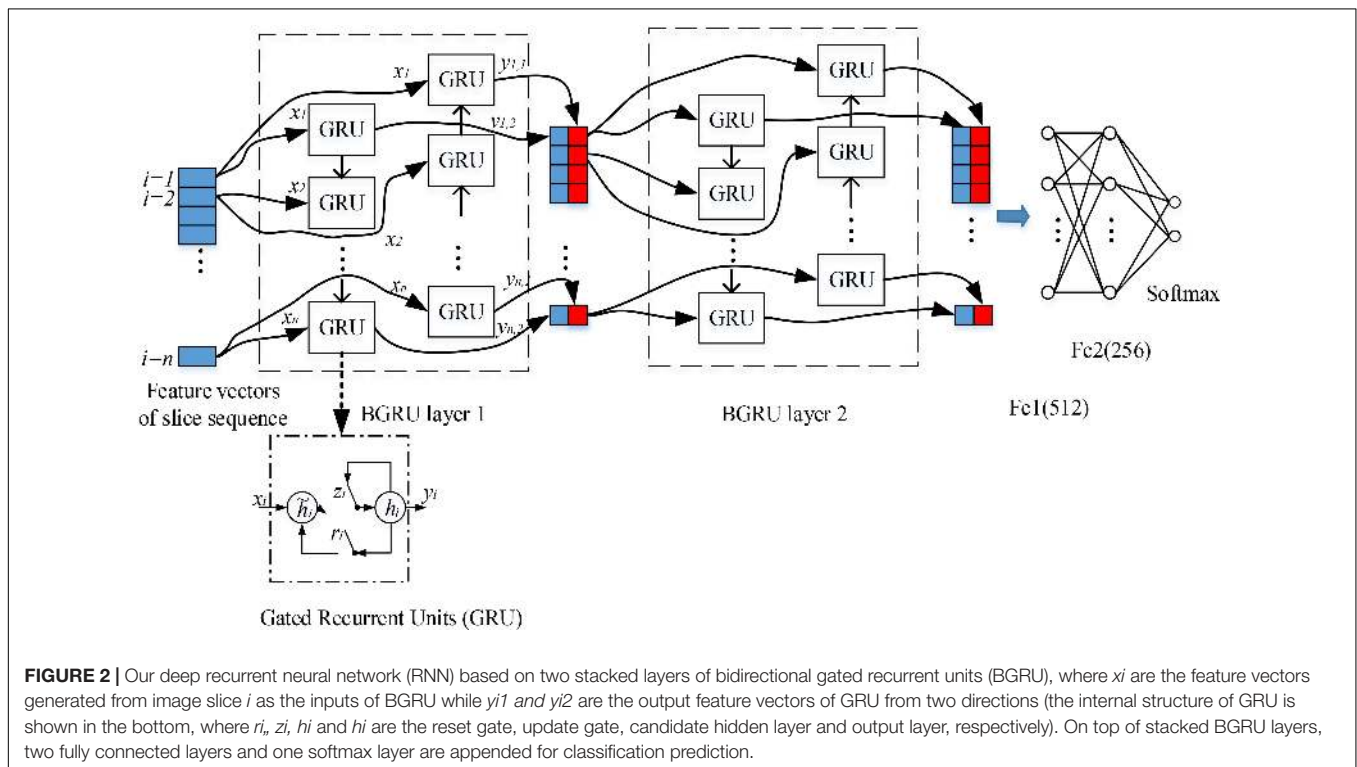 x1
GRU
y1,1
x1
GRU
y1,2
GRU
i=1
i=2
x2
GRU
x2
xn
GRU
yn,1
xn
GRU
yn,2
i=n
Feature vectors
of slice sequence
BGRU layer 1
GRU
GRU
GRU
GRU
GRU
GRU
BGRU layer 2
Softmax
Fc2(256)
Fc1(512)
xi
h̃i
zi
hi
yi
ri
Gated Recurrent Units (GRU)
FIGURE 2 | Our deep recurrent neural network (RNN) based on two stacked layers of bidirectional gated recurrent units (BGRU), where xi are the feature vectors
generated from image slice i as the inputs of BGRU while yi1 and yi2 are the output feature vectors of GRU from two directions (the internal structure of GRU is
shown in the bottom, where ri,, zi, hi and hi are the reset gate, update gate, candidate hidden layer and output layer, respectively). On top of stacked BGRU layers,
two fully connected layers and one softmax layer are appended for classification prediction.